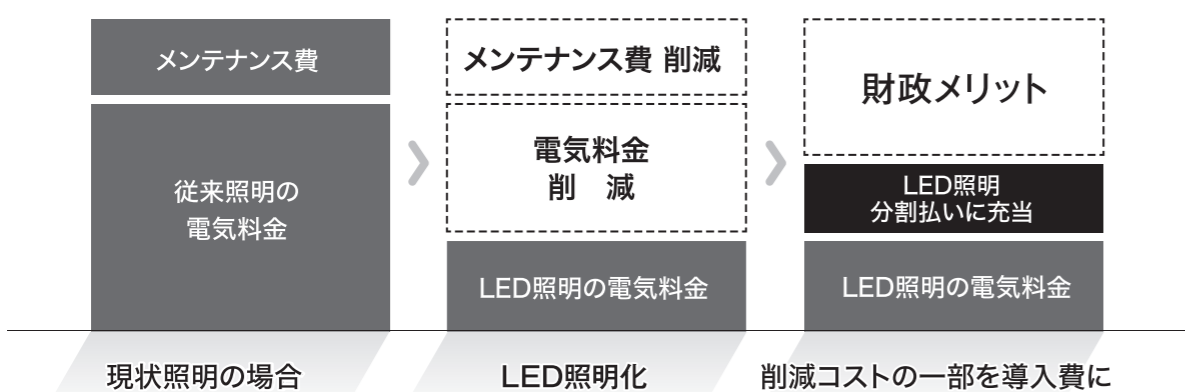 メンテナンス費
従来照明の
電気料金
現状照明の場合
メンテナンス費 削減
電気料金
削　減
LED照明の電気料金
LED照明化
財政メリット
LED照明
分割払いに充当
LED照明の電気料金
削減コストの一部を導入費に